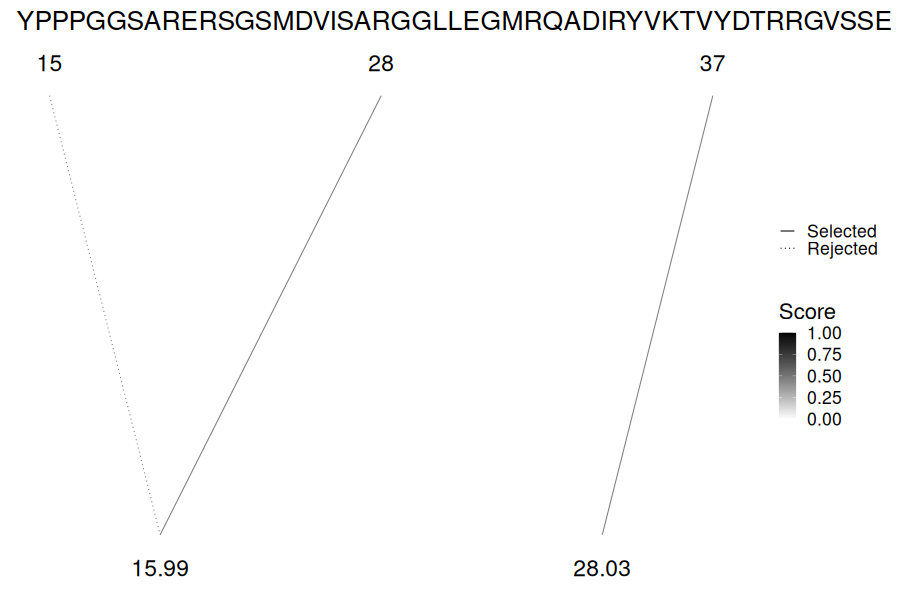 YPPPGGSARERSGSMDVISARGGLLEGMRQADIRYVKTVYDTRRGVSSE
15 28 37
Selected
Rejected
Score
1.00
0.75
0.50
0.25
0.00
15.99 28.03